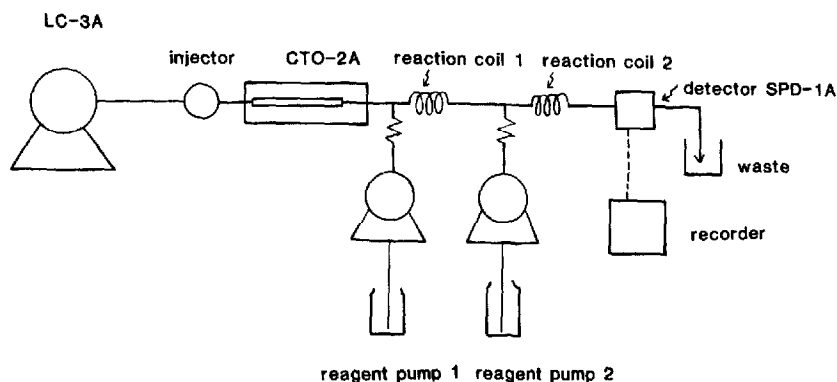 LC-3A
injector
CTO-2A
reaction coil 1
reaction coil 2
detector SPD-1A
waste
recorder
reagent pump 1
reagent pump 2